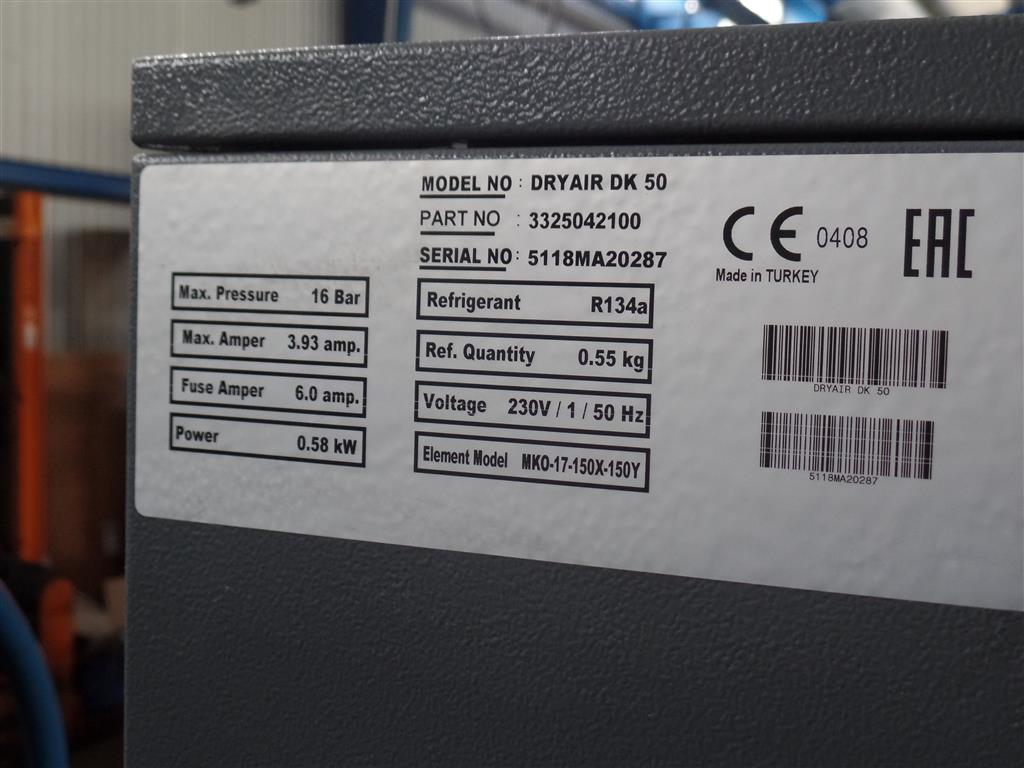 MODEL NO : DRYAIR DK 50
PART NO : 3325042100
SERIAL NO : 5118MA20287
Max. Pressure 16 Bar
Max. Amper 3.93 amp.
Fuse Amper 6.0 amp.
Power 0.58 kW
Refrigerant R134a
Ref. Quantity 0.55 kg
Voltage 230V / 1 / 50 Hz
Element Model MKO-17-150X-150Y
CE 0408 EAC
Made in TURKEY
DRYAIR DK 50
5118MA20287